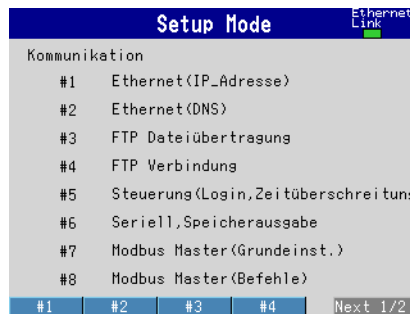 Setup Mode
Ethernet
Link
Kommunikation
#1 Ethernet(IP_Adresse)
#2 Ethernet(DNS)
#3 FTP Dateiübertragung
#4 FTP Verbindung
#5 Steuerung(Login,Zeitüberschreitung
#6 Seriell,Speicherausgabe
#7 Modbus Master(Grundeinst.)
#8 Modbus Master(Befehle)
#1 #2 #3 #4 Next 1/2